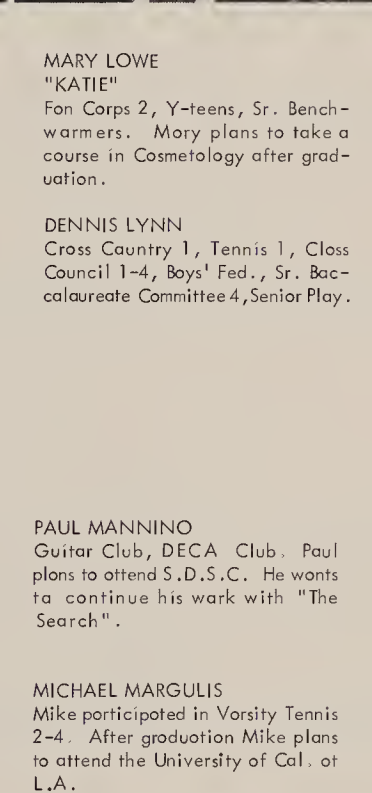 MARY LOWE
"KATIE"
Fon Corps 2, Y-teens, Sr. Bench-
warmers. Mory plans to take a
course in Cosmetology after grad-
uation.
DENNIS LYNN
Cross Cauntry 1, Tennis 1, Closs
Council 1-4, Boys' Fed., Sr. Bac-
calaureate Committee 4, Senior Play.
PAUL MANNINO
Guitar Club, DECA Club. Paul
plons to ottend S.D.S.C. He wonts
ta continue his wark with "The
Search".
MICHAEL MARGULIS
Mike porticipoted in Vorsity Tennis
2-4. After groduotion Mike plans
to attend the University of Cal. ot
L.A.